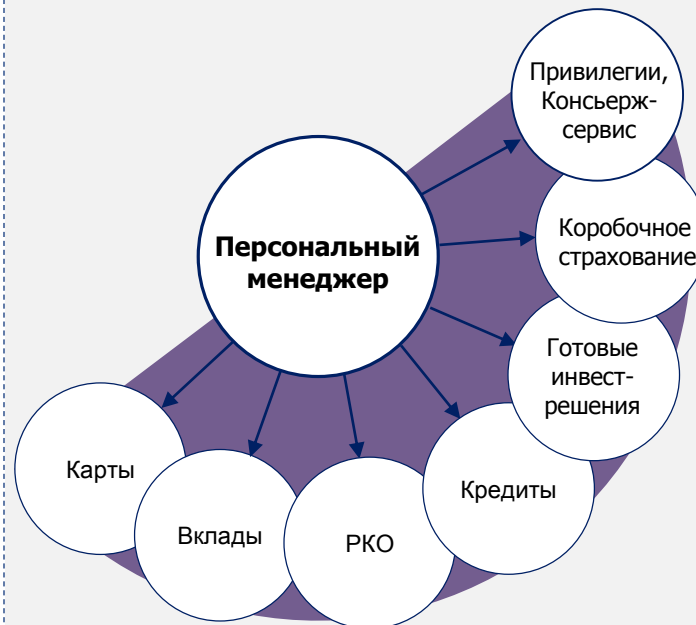 Привилегии,
Консьерж-
сервис
Коробочное
страхование
Персональный
менеджер
Готовые
инвест-
решения
Кредиты
Карты
Вклады
РКО